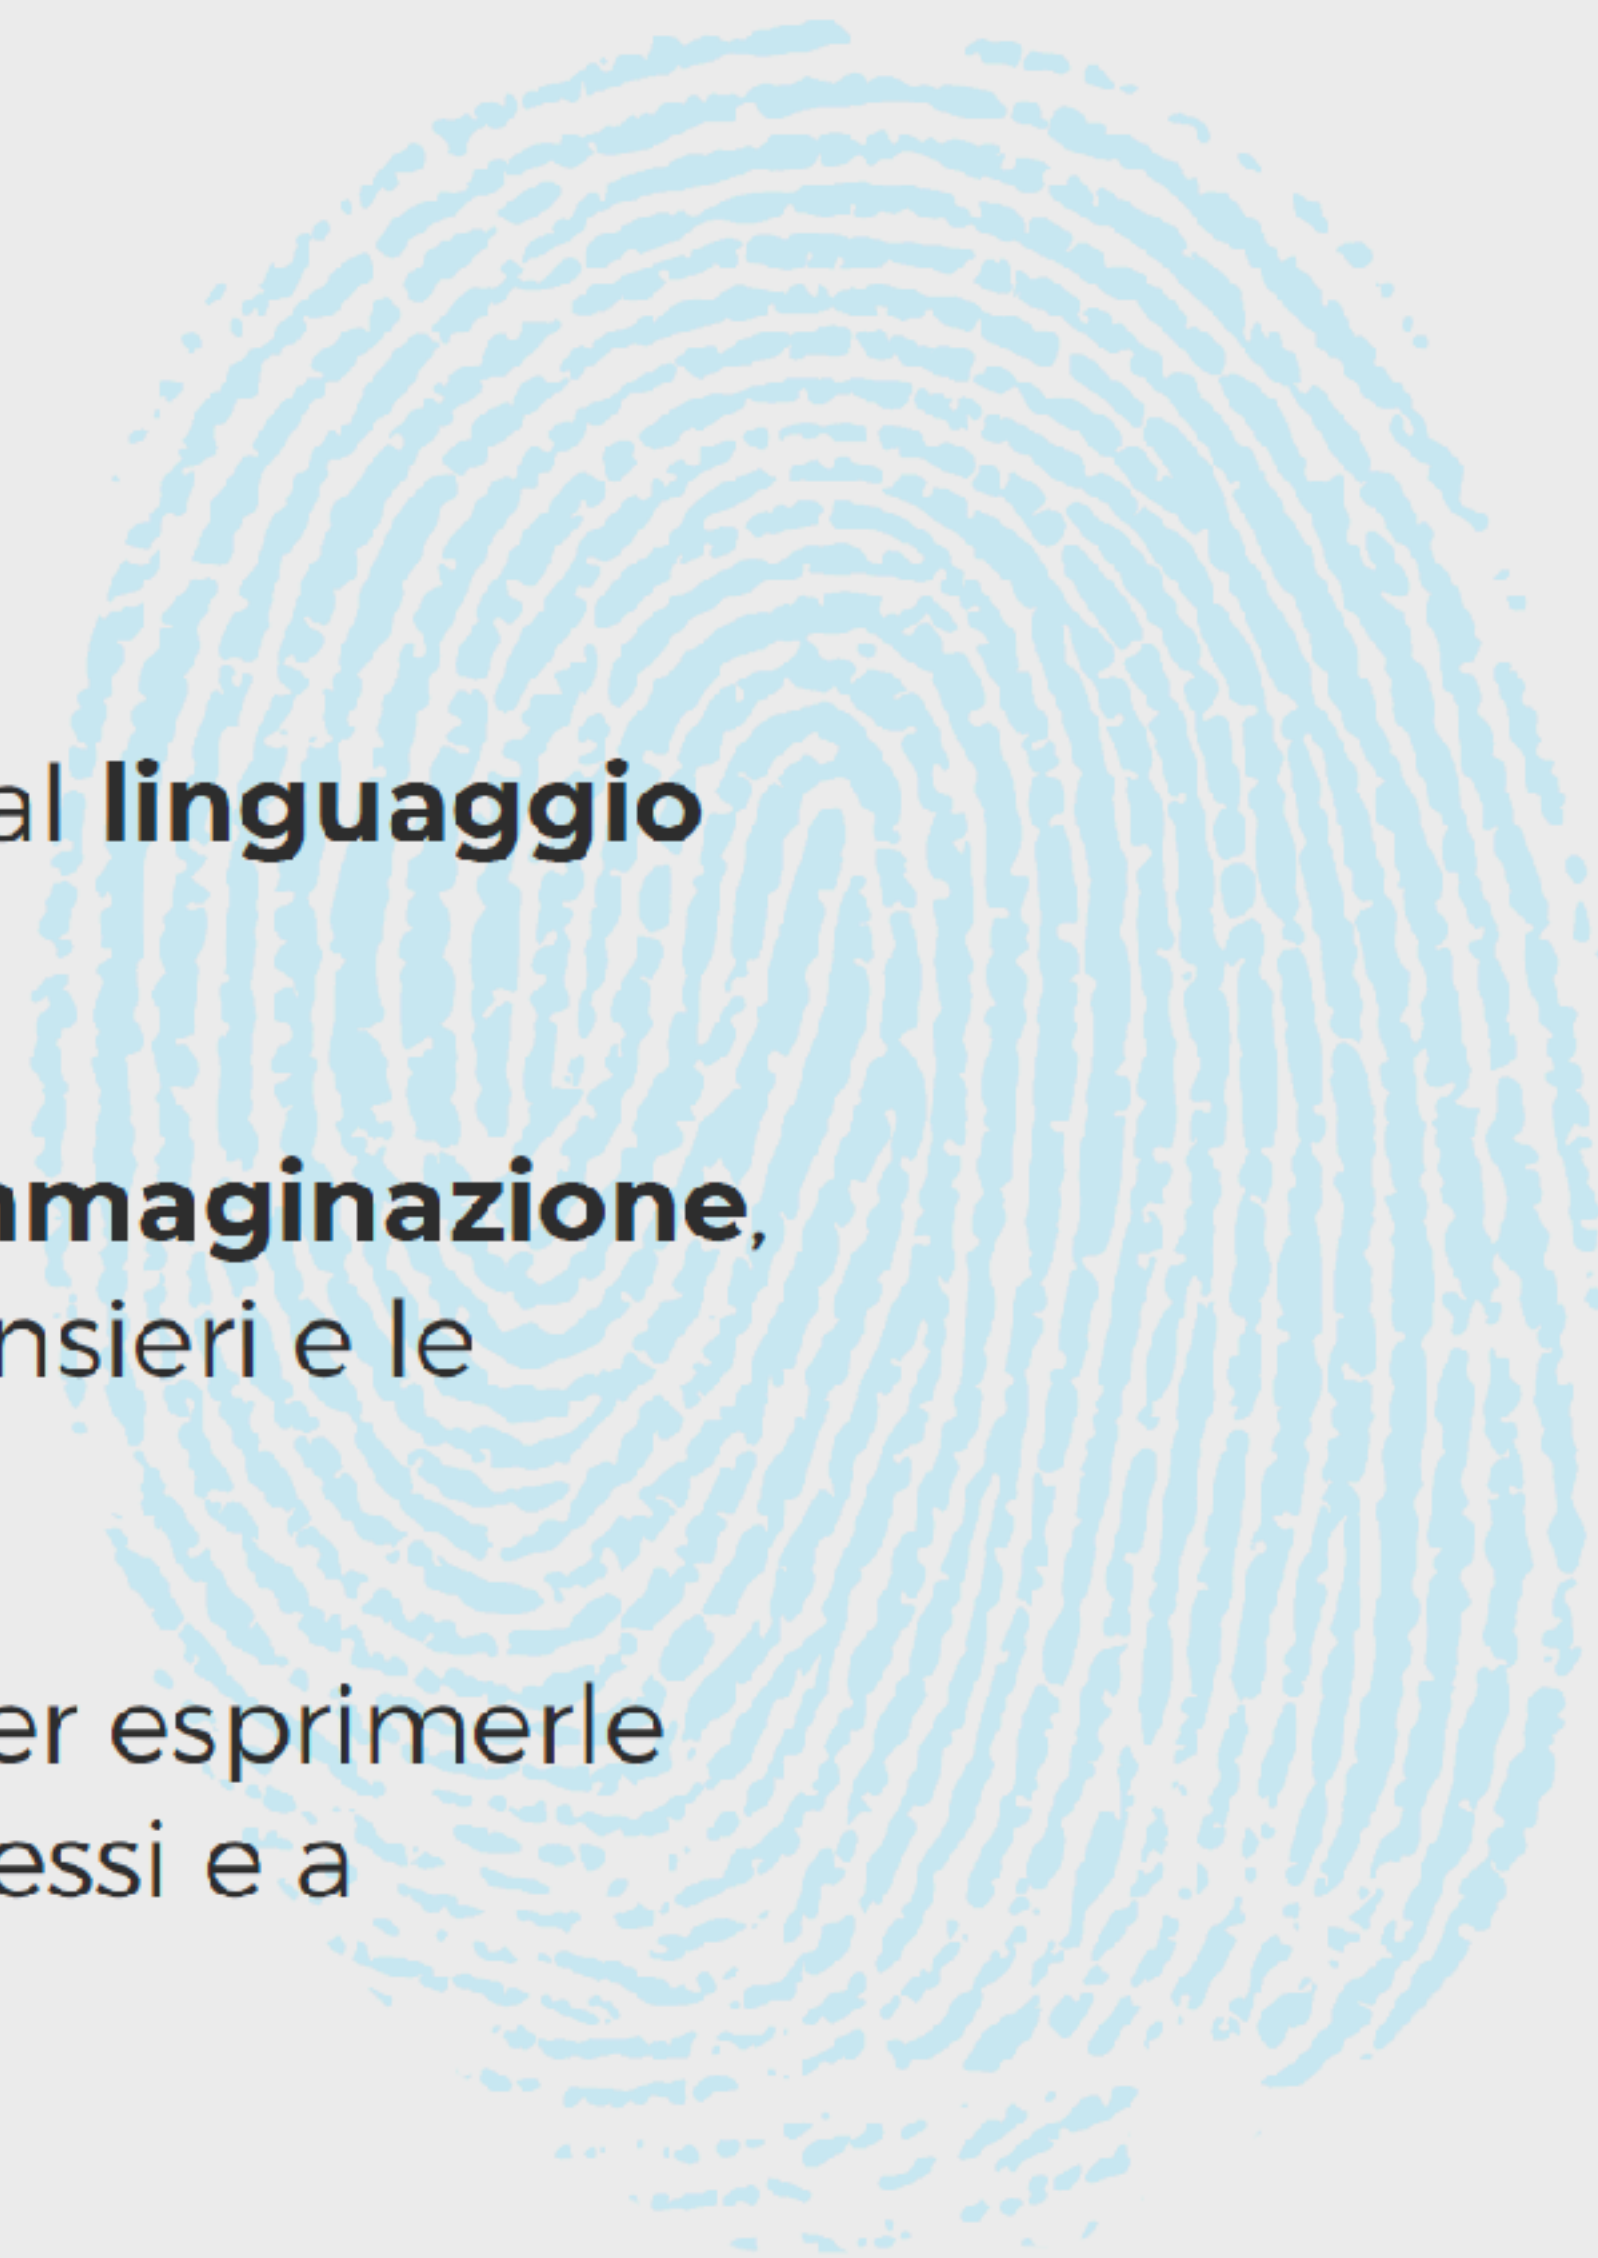 al linguaggio
mmaginazione,
nsieri e le
er esprimerle
essi e a